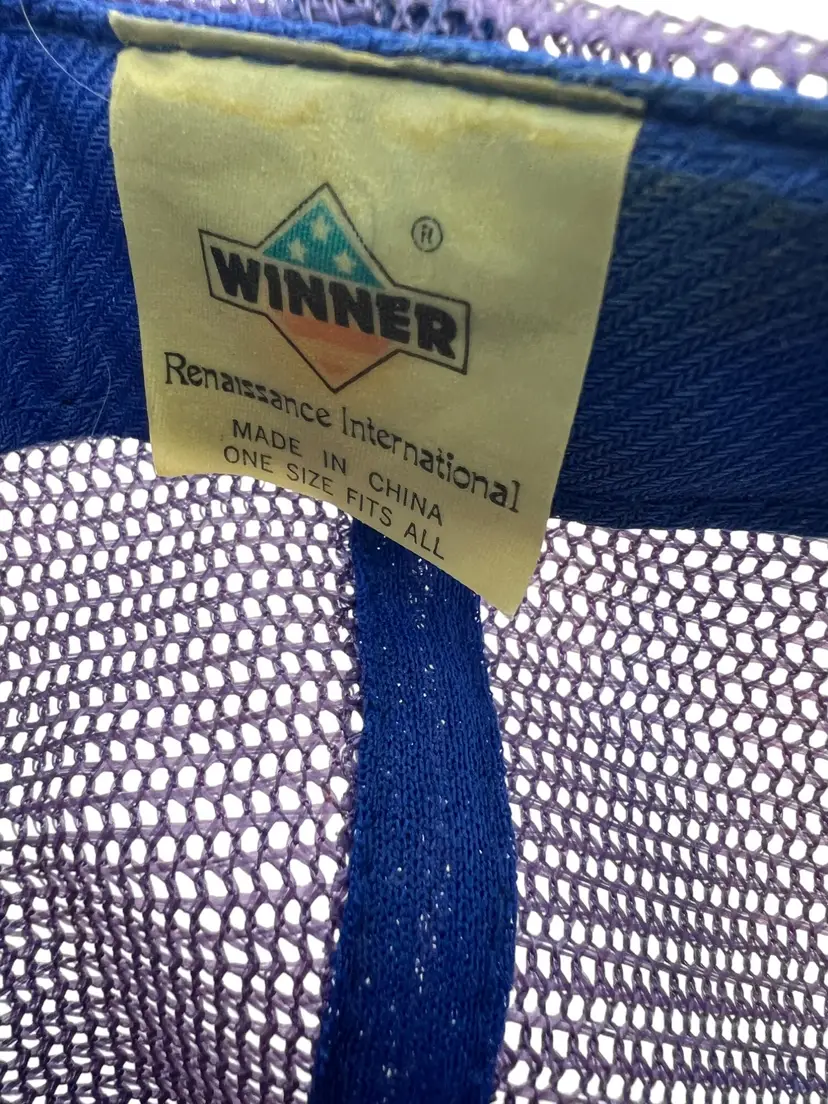 ®
WINNER
Renaissance International
MADE IN CHINA
ONE SIZE FITS ALL